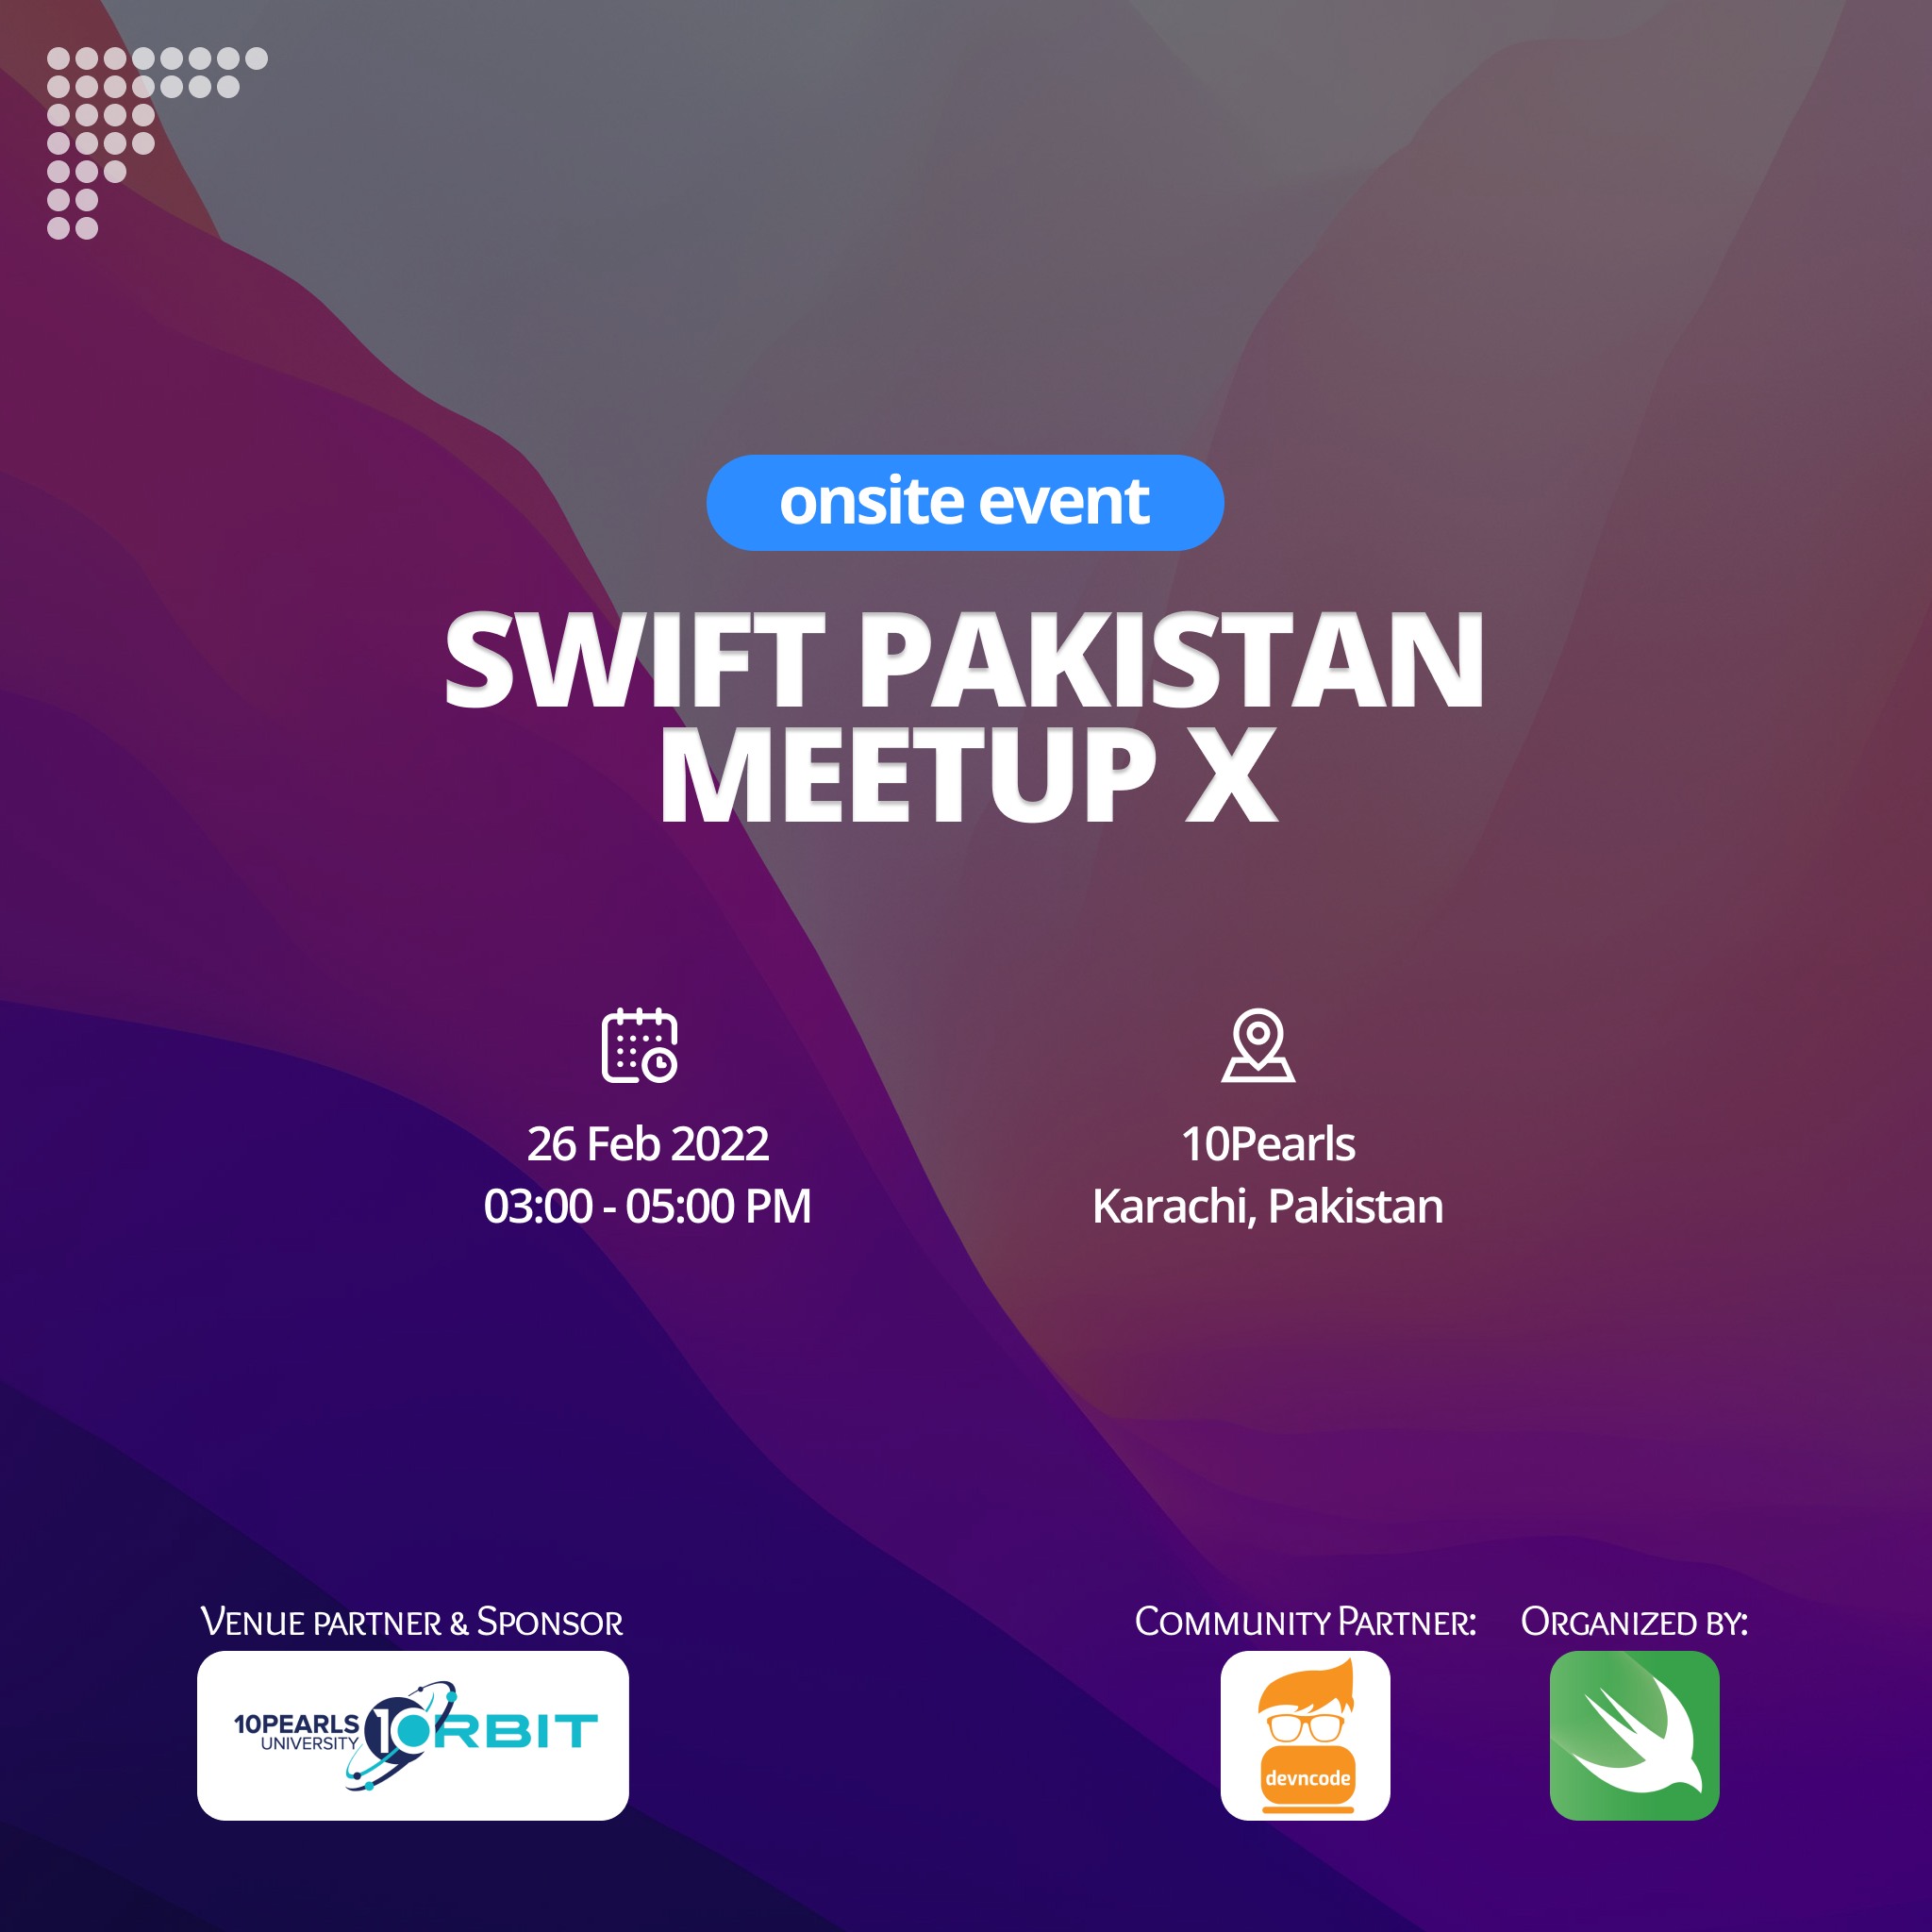 onsite event
SWIFT PAKISTAN
MEETUP X
26 Feb 2022
03:00 - 05:00 PM
10Pearls
Karachi, Pakistan
Venue partner & Sponsor
10PEARLS
UNIVERSITY
10RBIT
Community Partner:
devncode
Organized by: